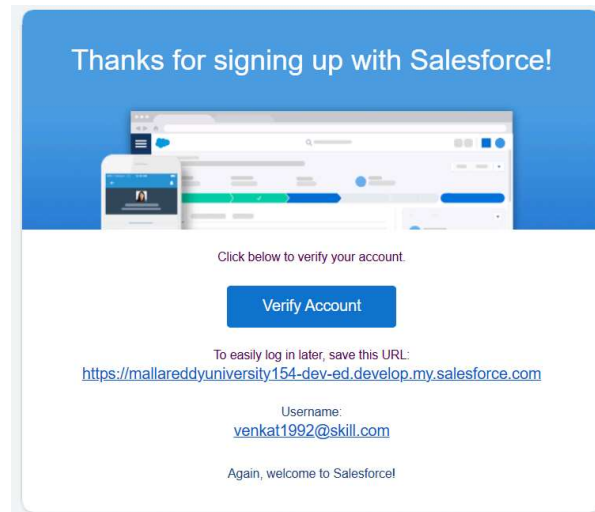 Thanks for signing up with Salesforce!
Click below to verify your account.
Verify Account
To easily log in later, save this URL:
https://mallareddyuniversity154-dev-ed.develop.my.salesforce.com
Username:
venkat1992@skill.com
Again, welcome to Salesforce!